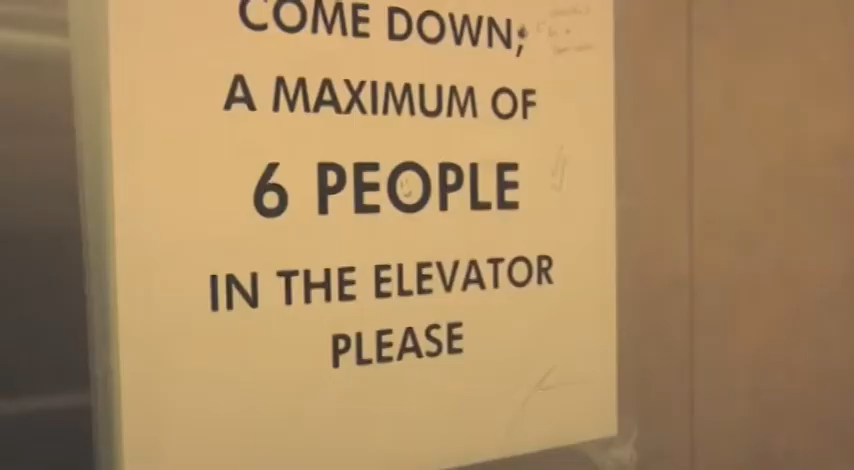 COME DOWN;
A MAXIMUM OF
6 PEOPLE
IN THE ELEVATOR
PLEASE